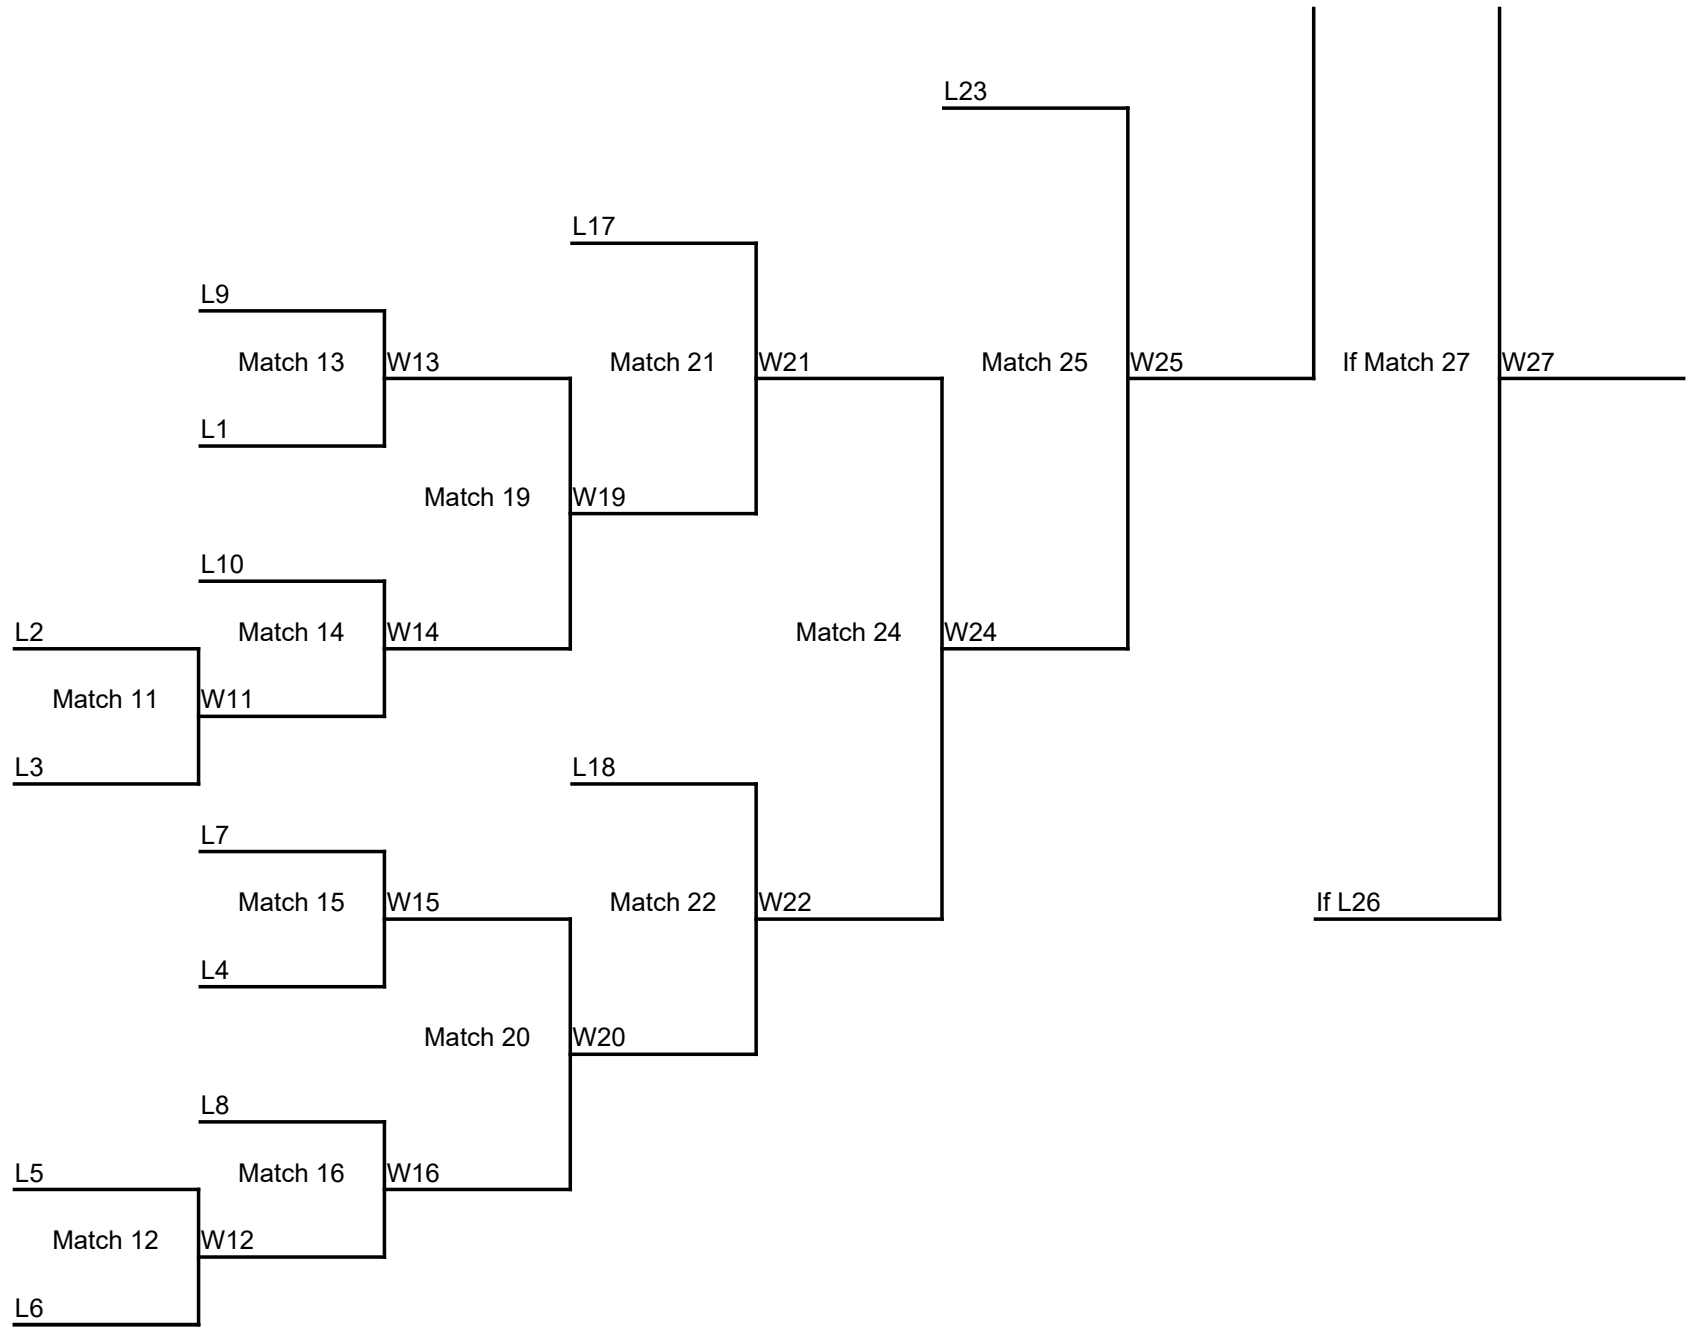 L23
L17
L9
Match 13
W13
Match 21
W21
Match 25
W25
If Match 27
W27
L1
Match 19
W19
L10
L2
Match 14
W14
Match 24
W24
Match 11
W11
L3
L18
L7
Match 15
W15
Match 22
W22
If L26
L4
Match 20
W20
L8
L5
Match 16
W16
Match 12
W12
L6